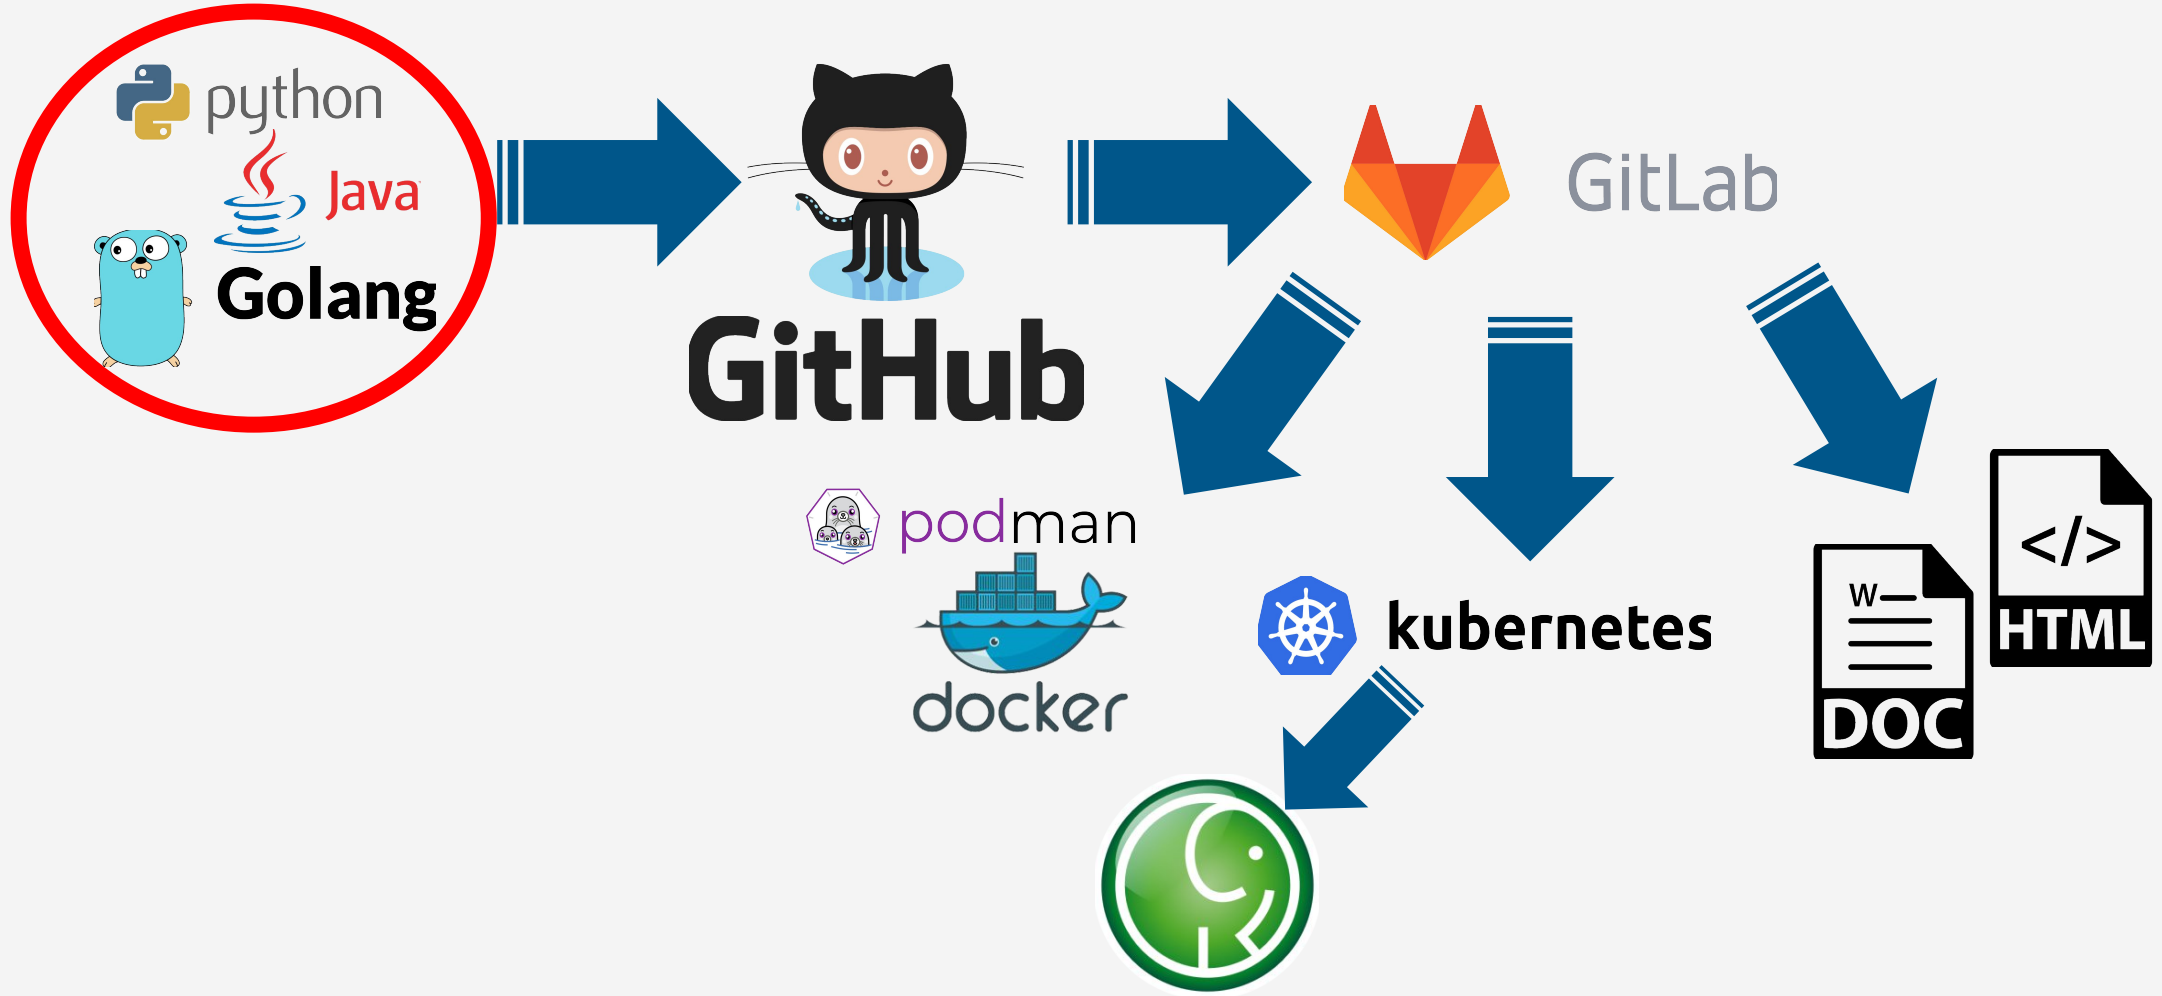 python
Java
Golang
GitHub
GitLab
podman
docker
kubernetes
W
DOC
</>
HTML